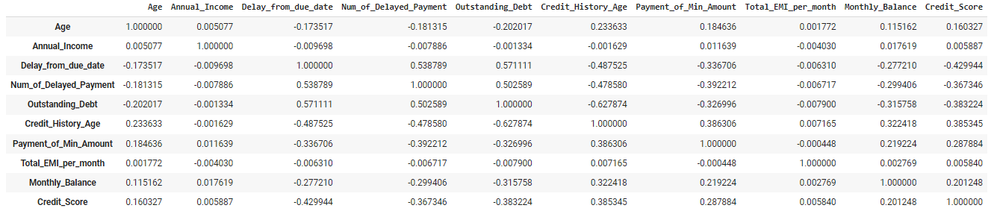 Age Annual_Income Delay_from_due_date Num_of_Delayed_Payment Outstanding_Debt Credit_History_Age Payment_of_Min_Amount Total_EMI_per_month Monthly_Balance Credit_Score
Age 1.000000 0.005077 -0.173517 -0.181315 -0.202017 0.233633 0.184636 0.001772 0.115162 0.160327
Annual_Income 0.005077 1.000000 -0.009698 -0.007886 -0.001334 -0.001629 0.011639 -0.004030 0.017619 0.005887
Delay_from_due_date -0.173517 -0.009698 1.000000 0.538789 0.571111 -0.487525 -0.336706 -0.006310 -0.277210 -0.429944
Num_of_Delayed_Payment -0.181315 -0.007886 0.538789 1.000000 0.502589 -0.478580 -0.392212 -0.006717 -0.299406 -0.367346
Outstanding_Debt -0.202017 -0.001334 0.571111 0.502589 1.000000 -0.627874 -0.326996 -0.007900 -0.315758 -0.383224
Credit_History_Age 0.233633 -0.001629 -0.487525 -0.478580 -0.627874 1.000000 0.386306 0.007165 0.322418 0.385345
Payment_of_Min_Amount 0.184636 0.011639 -0.336706 -0.392212 -0.326996 0.386306 1.000000 -0.000448 0.219224 0.287884
Total_EMI_per_month 0.001772 -0.004030 -0.006310 -0.006717 -0.007900 0.007165 -0.000448 1.000000 0.002769 0.005840
Monthly_Balance 0.115162 0.017619 -0.277210 -0.299406 -0.315758 0.322418 0.219224 0.002769 1.000000 0.201248
Credit_Score 0.160327 0.005887 -0.429944 -0.367346 -0.383224 0.385345 0.287884 0.005840 0.201248 1.000000